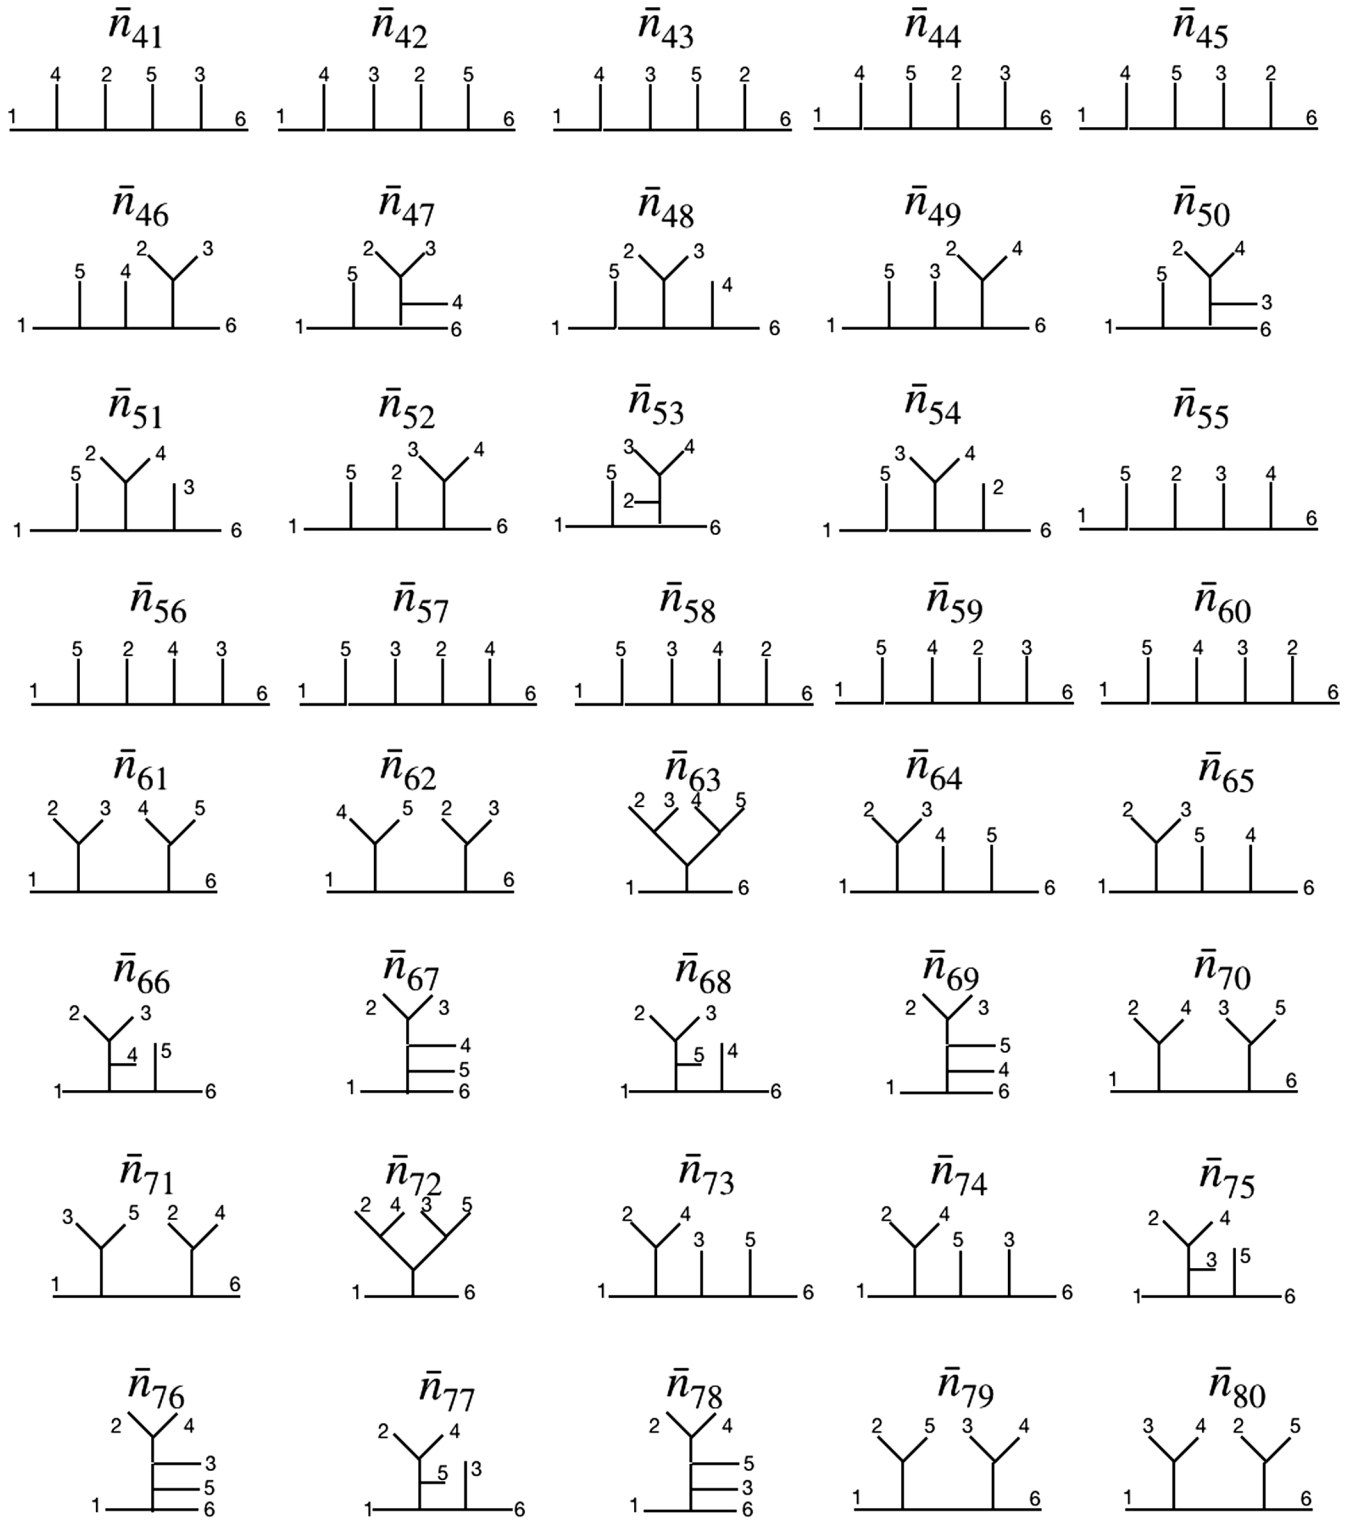 n̄41 n̄42 n̄43 n̄44 n̄45
4 2 5 3 4 3 2 5 4 3 5 2 4 5 2 3 4 5 3 2
1 6 1 6 1 6 1 6 1 6
n̄46 n̄47 n̄48 n̄49 n̄50
2 3 2 3 2 3 2 4 2 4
5 4 5 5 5 3 5
4 4 3
1 6 1 6 1 6 1 6 1 6
n̄51 n̄52 n̄53 n̄54 n̄55
2 4 3 4 3 4 3 4
5 5 2 5 5 5 2 3 4
3 2 2
1 6 1 6 1 6 1 6 1 6
n̄56 n̄57 n̄58 n̄59 n̄60
5 2 4 3 5 3 2 4 5 3 4 2 5 4 2 3 5 4 3 2
1 6 1 6 1 6 1 6 1 6
n̄61 n̄62 n̄63 n̄64 n̄65
2 3 4 5 4 5 2 3 2 3 4 5 2 3 2 3
4 5 5 4
1 6 1 6 1 6 1 6 1 6
n̄66 n̄67 n̄68 n̄69 n̄70
2 3 2 3 2 3 2 3 2 4 3 5
4 5 4 5 4 5
5 4
1 6 1 6 1 6 1 6 1 6
n̄71 n̄72 n̄73 n̄74 n̄75
3 5 2 4 2 4 3 5 2 4 2 4 2 4
3 5 5 3 3 5
1 6 1 6 1 6 1 6 1 6
n̄76 n̄77 n̄78 n̄79 n̄80
2 4 2 4 2 4 2 5 3 4 3 4 2 5
3 5 3 5
5 3
1 6 1 6 1 6 1 6 1 6